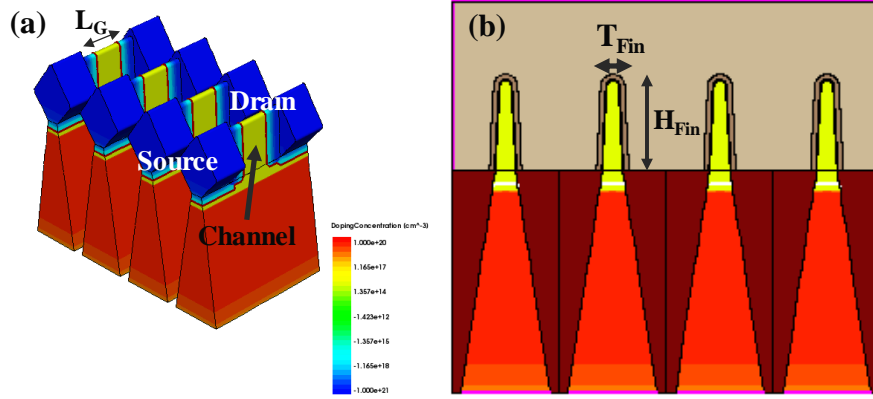 (a)
L_G
Drain
Source
Channel
DopingConcentration (cm^-3)
1.000e+20
1.165e+17
1.357e+14
-1.423e+12
-1.357e+15
-1.165e+18
-1.000e+21
(b)
T_Fin
H_Fin